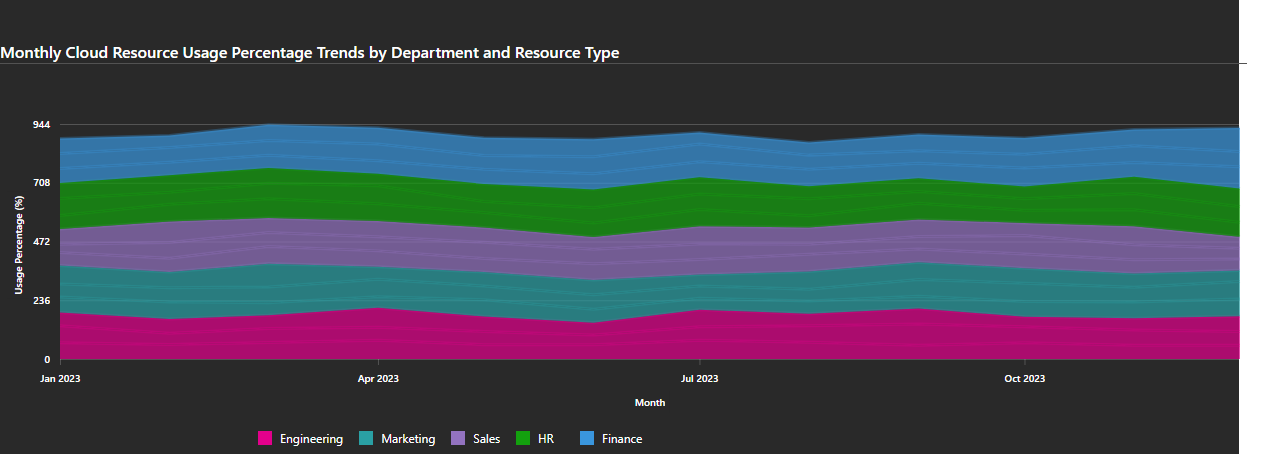 Monthly Cloud Resource Usage Percentage Trends by Department and Resource Type
944
708
472
236
0
Usage Percentage (%)
Jan 2023 Apr 2023 Jul 2023 Oct 2023
Month
Engineering Marketing Sales HR Finance